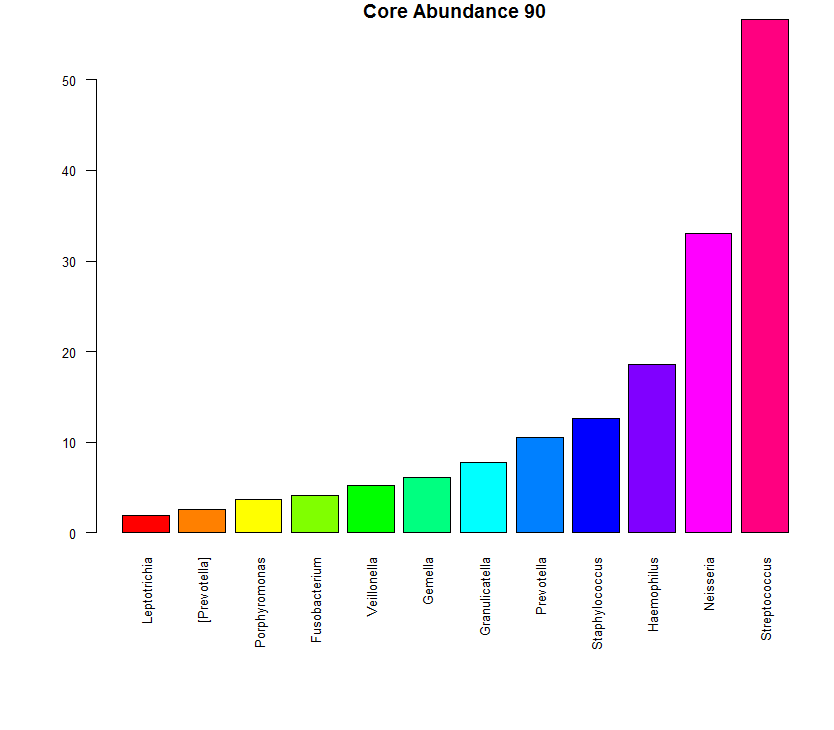 Core Abundance 90
50
40
30
20
10
0
Leptotrichia
[Prevotella]
Porphyromonas
Fusobacterium
Veillonella
Gemella
Granulicatella
Prevotella
Staphylococcus
Haemophilus
Neisseria
Streptococcus